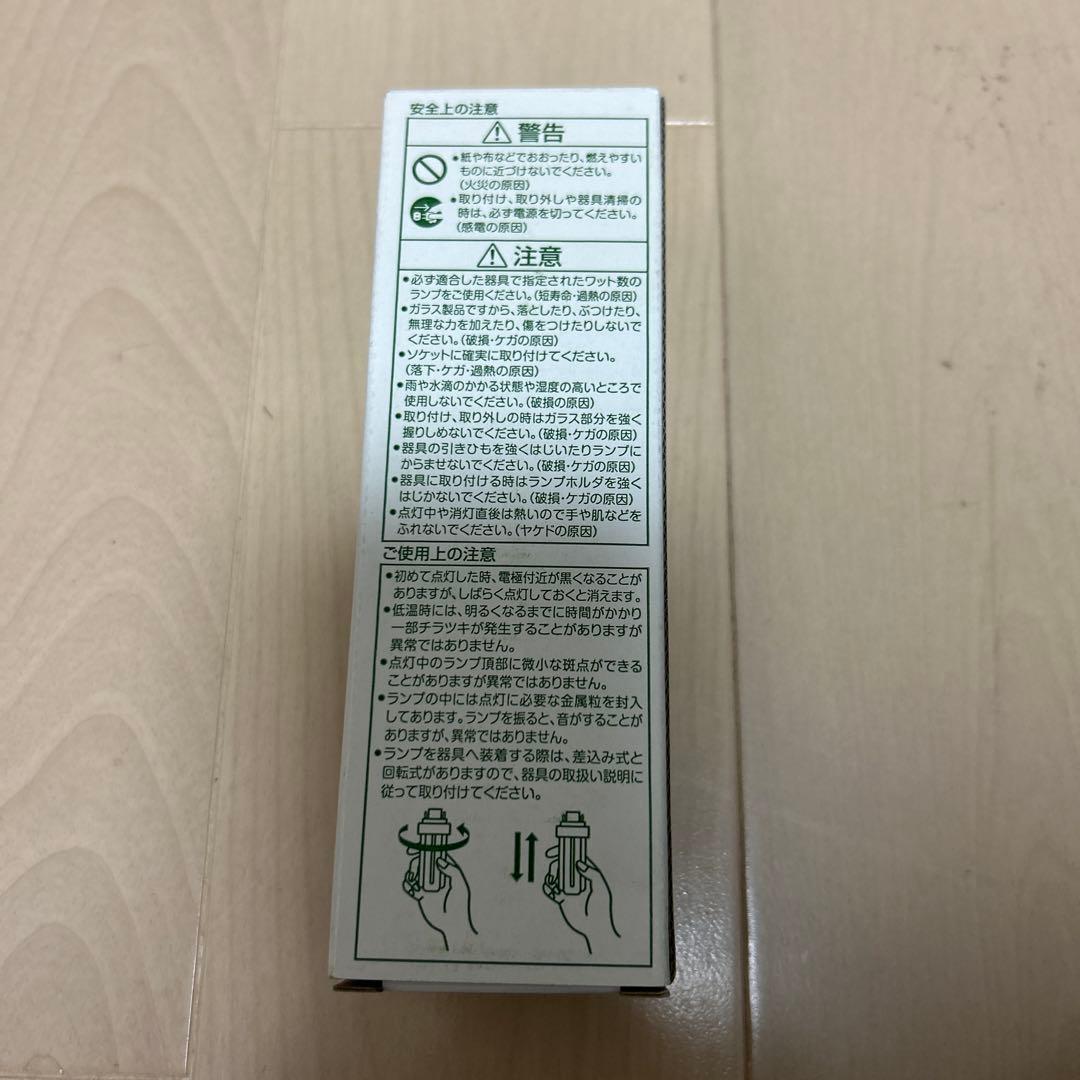 安全上の注意
警告
●紙や布などでおおったり、燃えやすい
ものに近づけないでください。
(火災の原因)
●取り付け、取り外しや器具清掃の
時は、必ず電源を切ってください。
(感電の原因)
注意
●必ず適合した器具で指定されたワット数の
ランプをご使用ください。(短寿命・過熱の原因)
●ガラス製品ですから、落としたり、ぶつけたり、
無理な力を加えたり、傷をつけたりしないで
ください。(破損・ケガの原因)
●ソケットに確実に取り付けてください。
(落下・ケガ・過熱の原因)
●雨や水滴のかかる状態や湿度の高いところで
使用しないでください。(破損の原因)
●取り付け、取り外しの時はガラス部分を強く
握りしめないでください。(破損・ケガの原因)
●器具の引きひもを強くはじいたりランプに
からませないでください。(破損・ケガの原因)
●器具に取り付ける時はランプホルダを強く
はじかないでください。(破損・ケガの原因)
●点灯中や消灯直後は熱いので手や肌などを
ふれないでください。(ヤケドの原因)
ご使用上の注意
●初めて点灯した時、電極付近が黒くなることが
ありますが、しばらく点灯しておくと消えます。
●低温時には、明るくなるまでに時間がかかり
一部チラツキが発生することがありますが
異常ではありません。
●点灯中のランプ頂部に微小な斑点ができる
ことがありますが異常ではありません。
●ランプの中には点灯に必要な金属粒を封入
してあります。ランプを振ると、音がすることが
ありますが、異常ではありません。
●ランプを器具へ装着する際は、差込み式と
回転式がありますので、器具の取扱い説明に
従って取り付けてください。